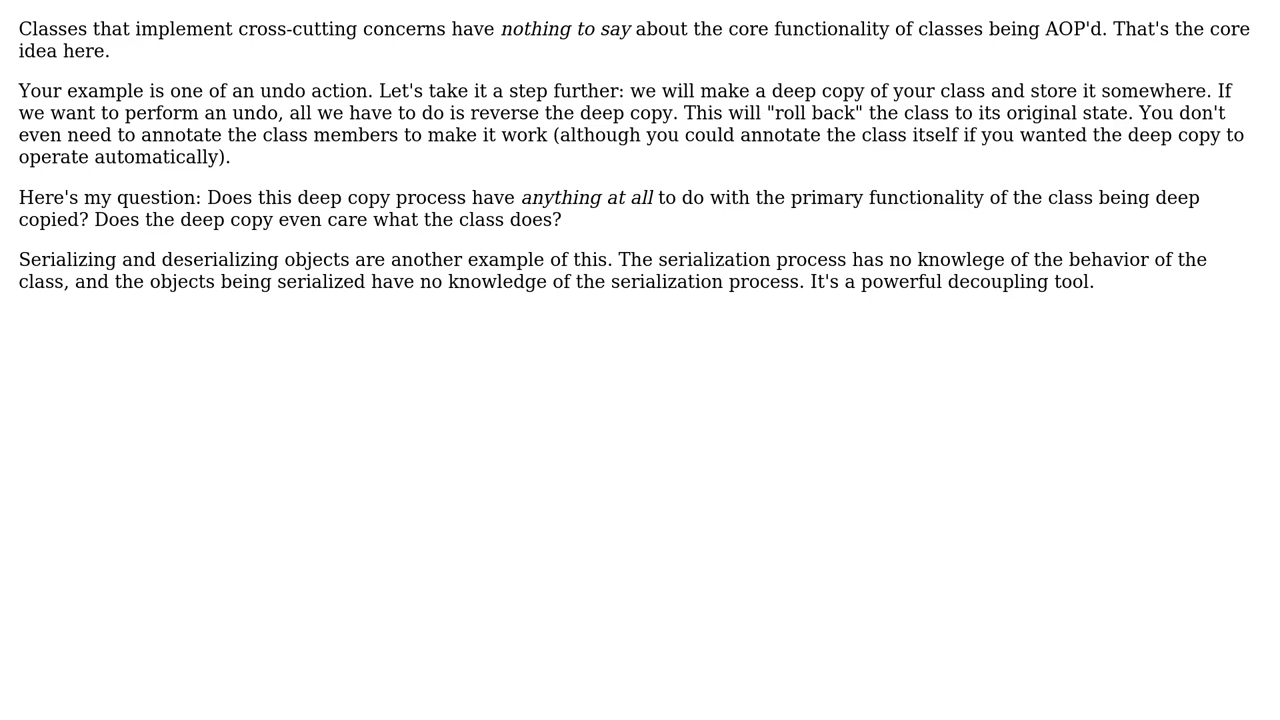 Classes that implement cross-cutting concerns have nothing to say about the core functionality of classes being AOP'd. That's the core
idea here.
Your example is one of an undo action. Let's take it a step further: we will make a deep copy of your class and store it somewhere. If
we want to perform an undo, all we have to do is reverse the deep copy. This will "roll back" the class to its original state. You don't
even need to annotate the class members to make it work (although you could annotate the class itself if you wanted the deep copy to
operate automatically).
Here's my question: Does this deep copy process have anything at all to do with the primary functionality of the class being deep
copied? Does the deep copy even care what the class does?
Serializing and deserializing objects are another example of this. The serialization process has no knowlege of the behavior of the
class, and the objects being serialized have no knowledge of the serialization process. It's a powerful decoupling tool.